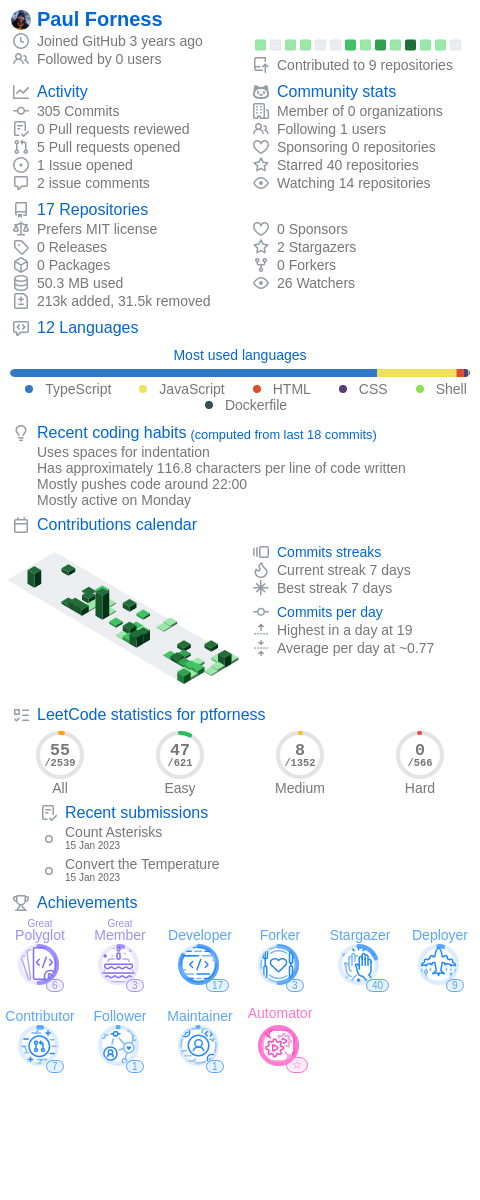 Paul Forness
Joined GitHub 3 years ago
Followed by 0 users
Contributed to 9 repositories
Activity
305 Commits
0 Pull requests reviewed
5 Pull requests opened
1 Issue opened
2 issue comments
Community stats
Member of 0 organizations
Following 1 users
Sponsoring 0 repositories
Starred 40 repositories
Watching 14 repositories
17 Repositories
Prefers MIT license
0 Releases
0 Packages
50.3 MB used
213k added, 31.5k removed
0 Sponsors
2 Stargazers
0 Forkers
26 Watchers
12 Languages
Most used languages
TypeScript JavaScript HTML CSS Shell
Dockerfile
Recent coding habits (computed from last 18 commits)
Uses spaces for indentation
Has approximately 116.8 characters per line of code written
Mostly pushes code around 22:00
Mostly active on Monday
Contributions calendar
Commits streaks
Current streak 7 days
Best streak 7 days
Commits per day
Highest in a day at 19
Average per day at ~0.77
LeetCode statistics for ptforness
55 47 8 0
/2539 /621 /1352 /566
All Easy Medium Hard
Recent submissions
Count Asterisks
15 Jan 2023
Convert the Temperature
15 Jan 2023
Achievements
Great Great
Polyglot Member Developer Forker Stargazer Deployer
6 3 17 3 40 9
Contributor Follower Maintainer Automator
7 1 1